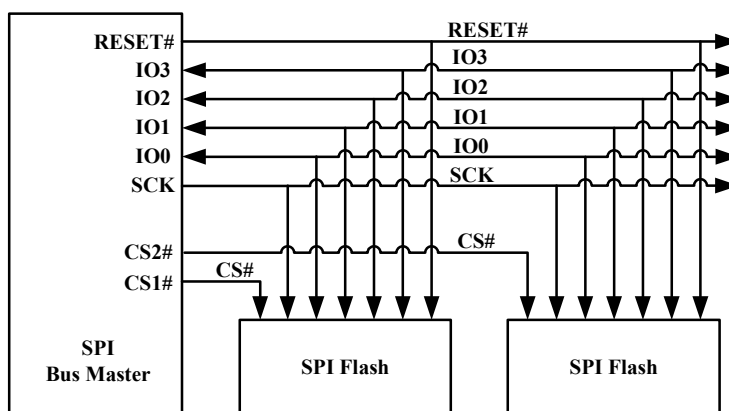 RESET#
RESET#
IO3
IO3
IO2
IO2
IO1
IO1
IO0
IO0
SCK
SCK
CS2#
CS#
CS1#
CS#
SPI
Bus Master
SPI Flash
SPI Flash